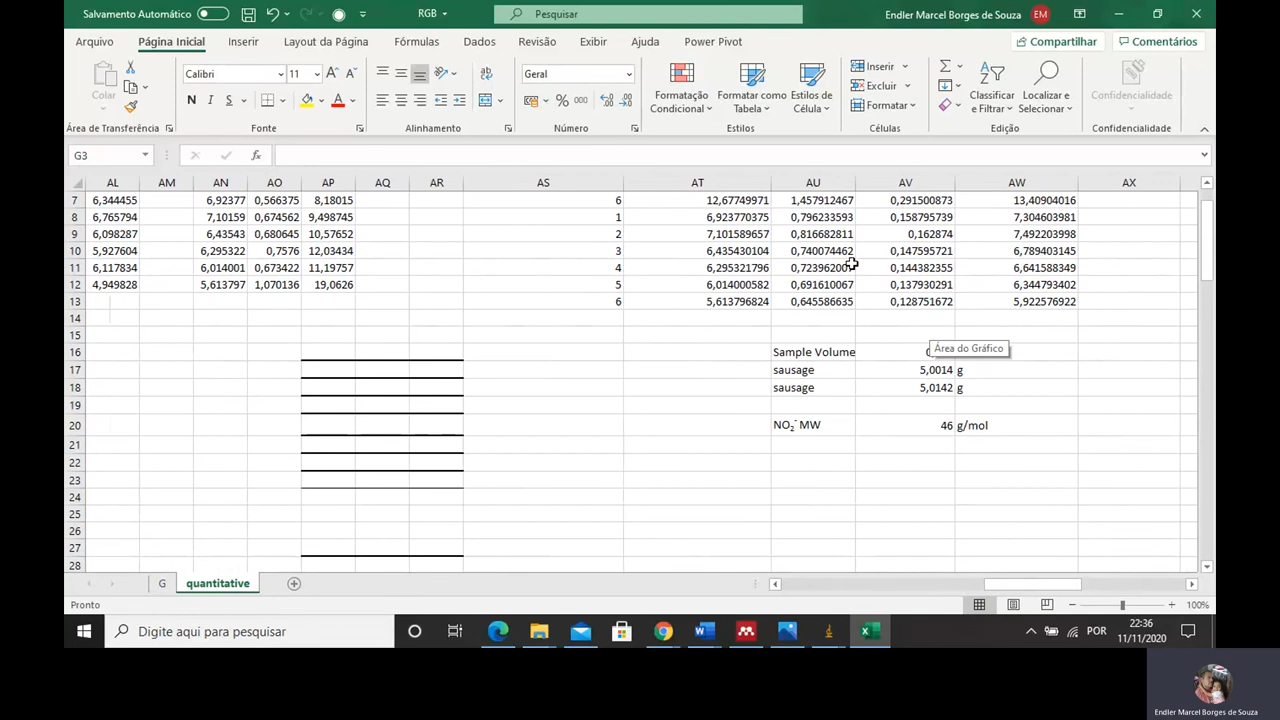 Salvamento Automático RGB Pesquisar Endler Marcel Borges de Souza EM
Arquivo Página Inicial Inserir Layout da Página Fórmulas Dados Revisão Exibir Ajuda Power Pivot Compartilhar Comentários
Colar Calibri 11 N I S A Geral % 000 Formatação Condicional Formatar como Tabela Estilos de Célula Inserir Excluir Formatar Classificar e Filtrar Localizar e Selecionar Confidencialidade
Área de Transferência Fonte Alinhamento Número Estilos Células Edição Confidencialidade
G3 fx
AL AM AN AO AP AQ AR AS AT AU AV AW AX
7 6,344455 6,92377 0,566375 8,18015 6 12,67749971 1,457912467 0,291500873 13,40904016
8 6,765794 7,10159 0,674562 9,498745 1 6,923770375 0,796233593 0,158795739 7,304603981
9 6,098287 6,43543 0,680645 10,57652 2 7,101589657 0,816682811 0,162874 7,492203998
10 5,927604 6,295322 0,7576 12,03434 3 6,435430104 0,740074462 0,147595721 6,789403145
11 6,117834 6,014001 0,673422 11,19757 4 6,295321796 0,144382355 6,641588349
12 4,949828 5,613797 1,070136 19,0626 5 6,014000582 0,691610067 0,137930291 6,344793402
13 6 5,613796824 0,645586635 0,128751672 5,922576922
14
15
16 Sample Volume Área do Gráfico
17 sausage 5,0014 g
18 sausage 5,0142 g
19
20 NO₂⁻ MW 46 g/mol
21
22
23
24
25
26
27
28
G quantitative
Pronto 100%
Digite aqui para pesquisar POR 22:36
11/11/2020
Endler Marcel Borges de Souza